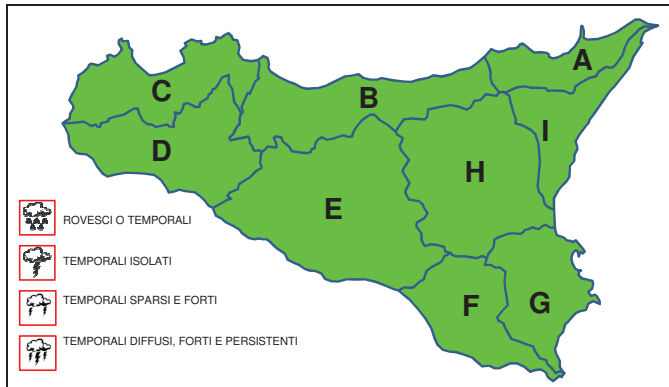 A
C
B
I
D
H
E
ROVESCI O TEMPORALI
TEMPORALI ISOLATI
TEMPORALI SPARSI E FORTI
F
G
TEMPORALI DIFFUSI, FORTI E PERSISTENTI